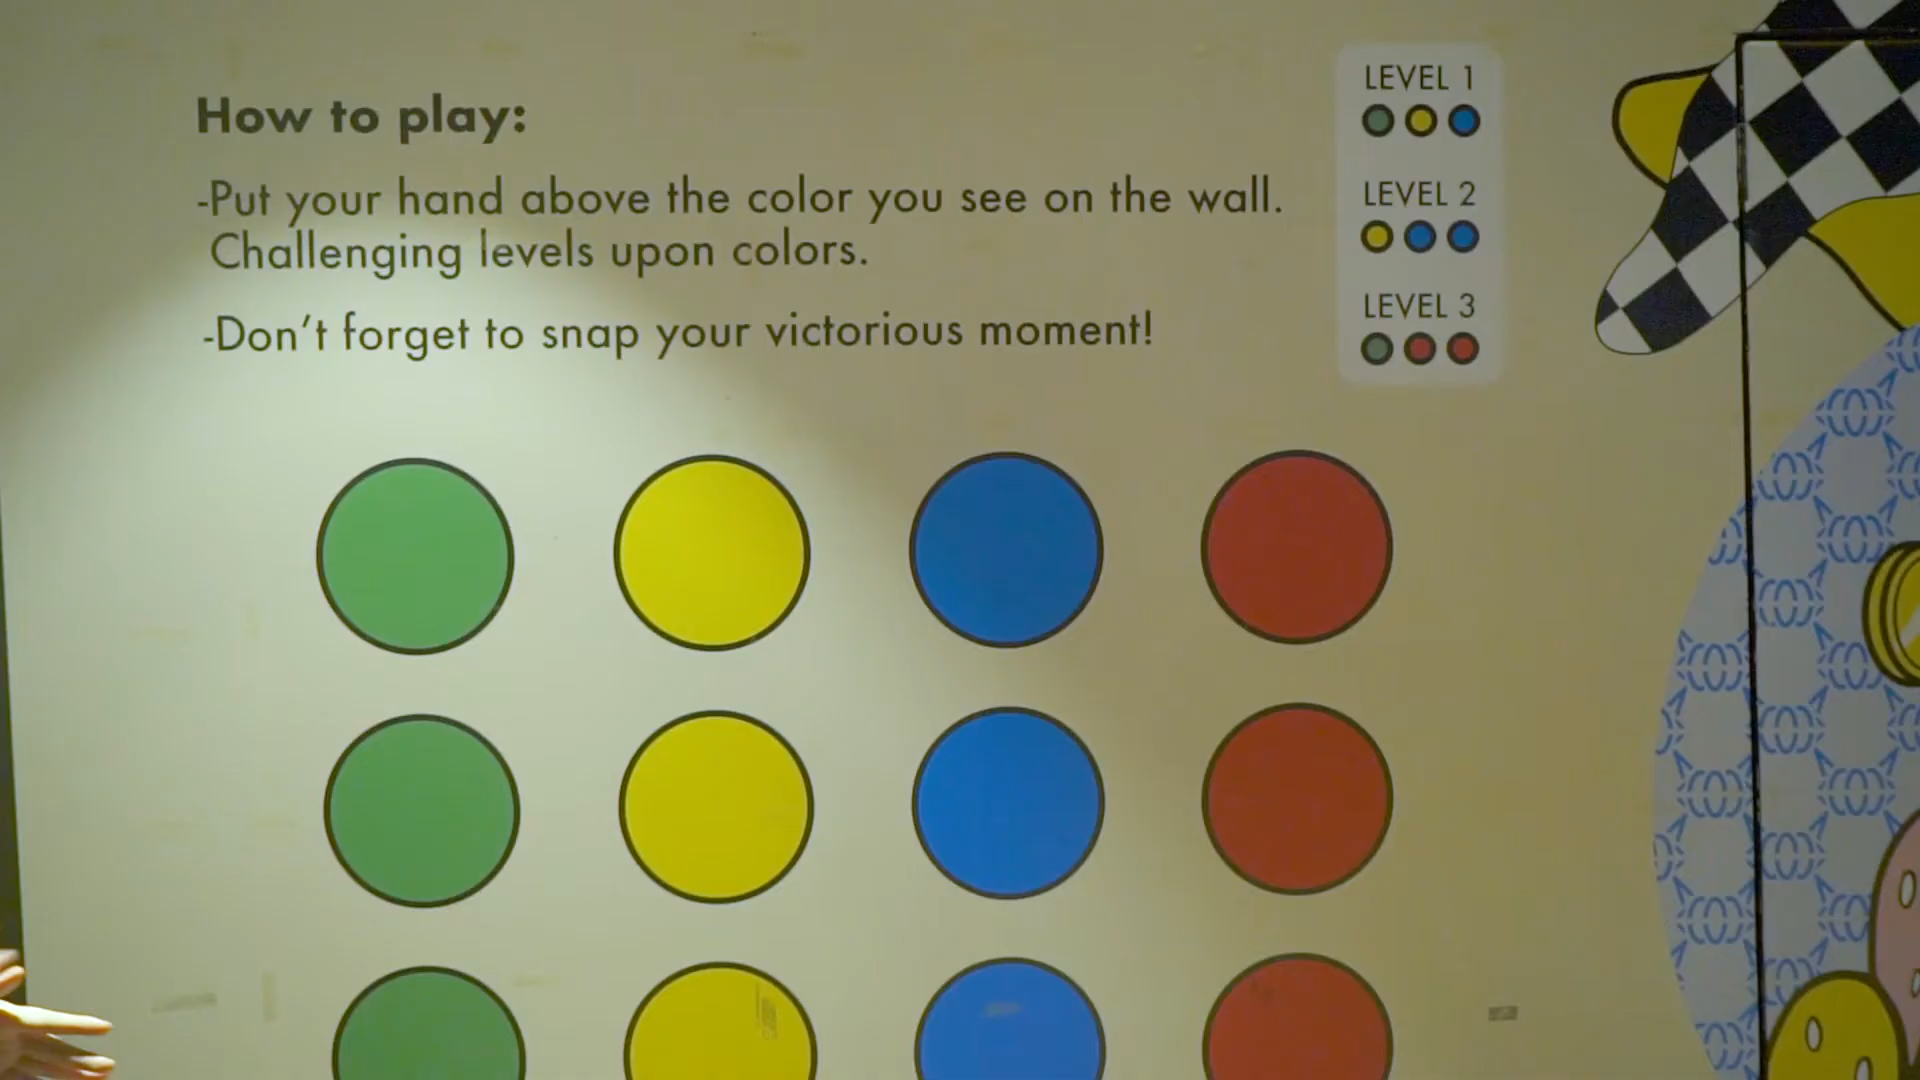 How to play:
-Put your hand above the color you see on the wall.
Challenging levels upon colors.
-Don't forget to snap your victorious moment!
LEVEL 1
LEVEL 2
LEVEL 3